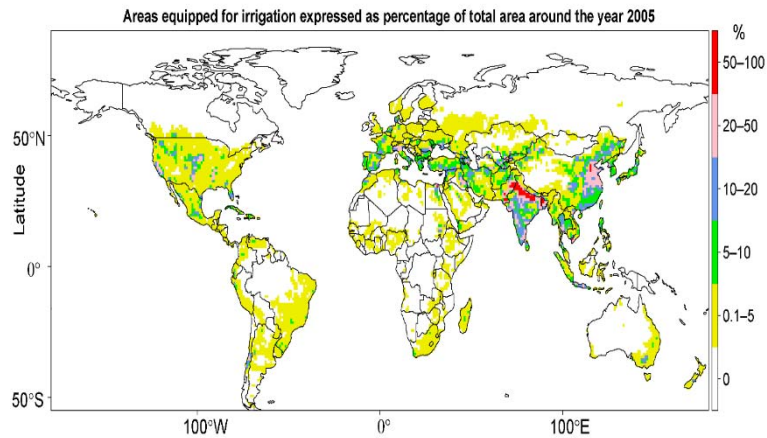 Areas equipped for irrigation expressed as percentage of total area around the year 2005
%
50–100
20–50
10–20
5–10
0.1–5
0
Latitude
50°N
0°
50°S
100°W
0°
100°E